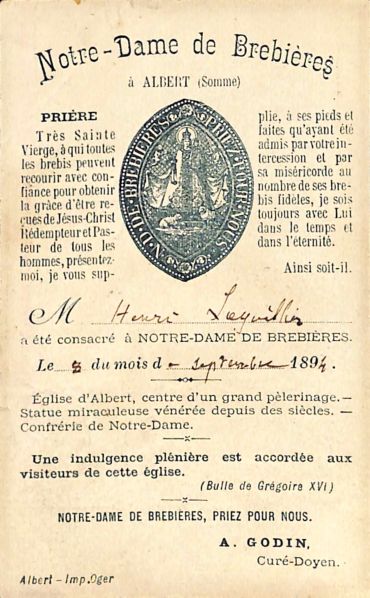 Notre-Dame de Brebières
à ALBERT (Somme)
PRIÈRE
Très Sainte
Vierge, à qui toutes
les brebis peuvent
recourir avec con-
fiance pour obtenir
la grâce d'être re-
çues de Jésus-Christ
Rédempteur et Pas-
teur de tous les
hommes, présentez-
moi, je vous sup-
N.D. DE BREBIÈRES PRIEZ POUR NOUS
plie, à ses pieds et
faites qu'ayant été
admis par votre in-
tercession et par
sa miséricorde au
nombre de ses bre-
bis fidèles, je sois
toujours avec Lui
dans le temps et
dans l'éternité.
Ainsi soit-il.
M Henri
a été consacré à NOTRE-DAME DE BREBIÈRES.
Le 8 du mois d e septembre 1894.
Église d'Albert, centre d'un grand pèlerinage. —
Statue miraculeuse vénérée depuis des siècles. —
Confrérie de Notre-Dame.
Une indulgence plénière est accordée aux
visiteurs de cette église.
(Bulle de Grégoire XVI)
NOTRE-DAME DE BREBIÈRES, PRIEZ POUR NOUS.
A. GODIN,
Curé-Doyen.
Albert - Imp. Oger